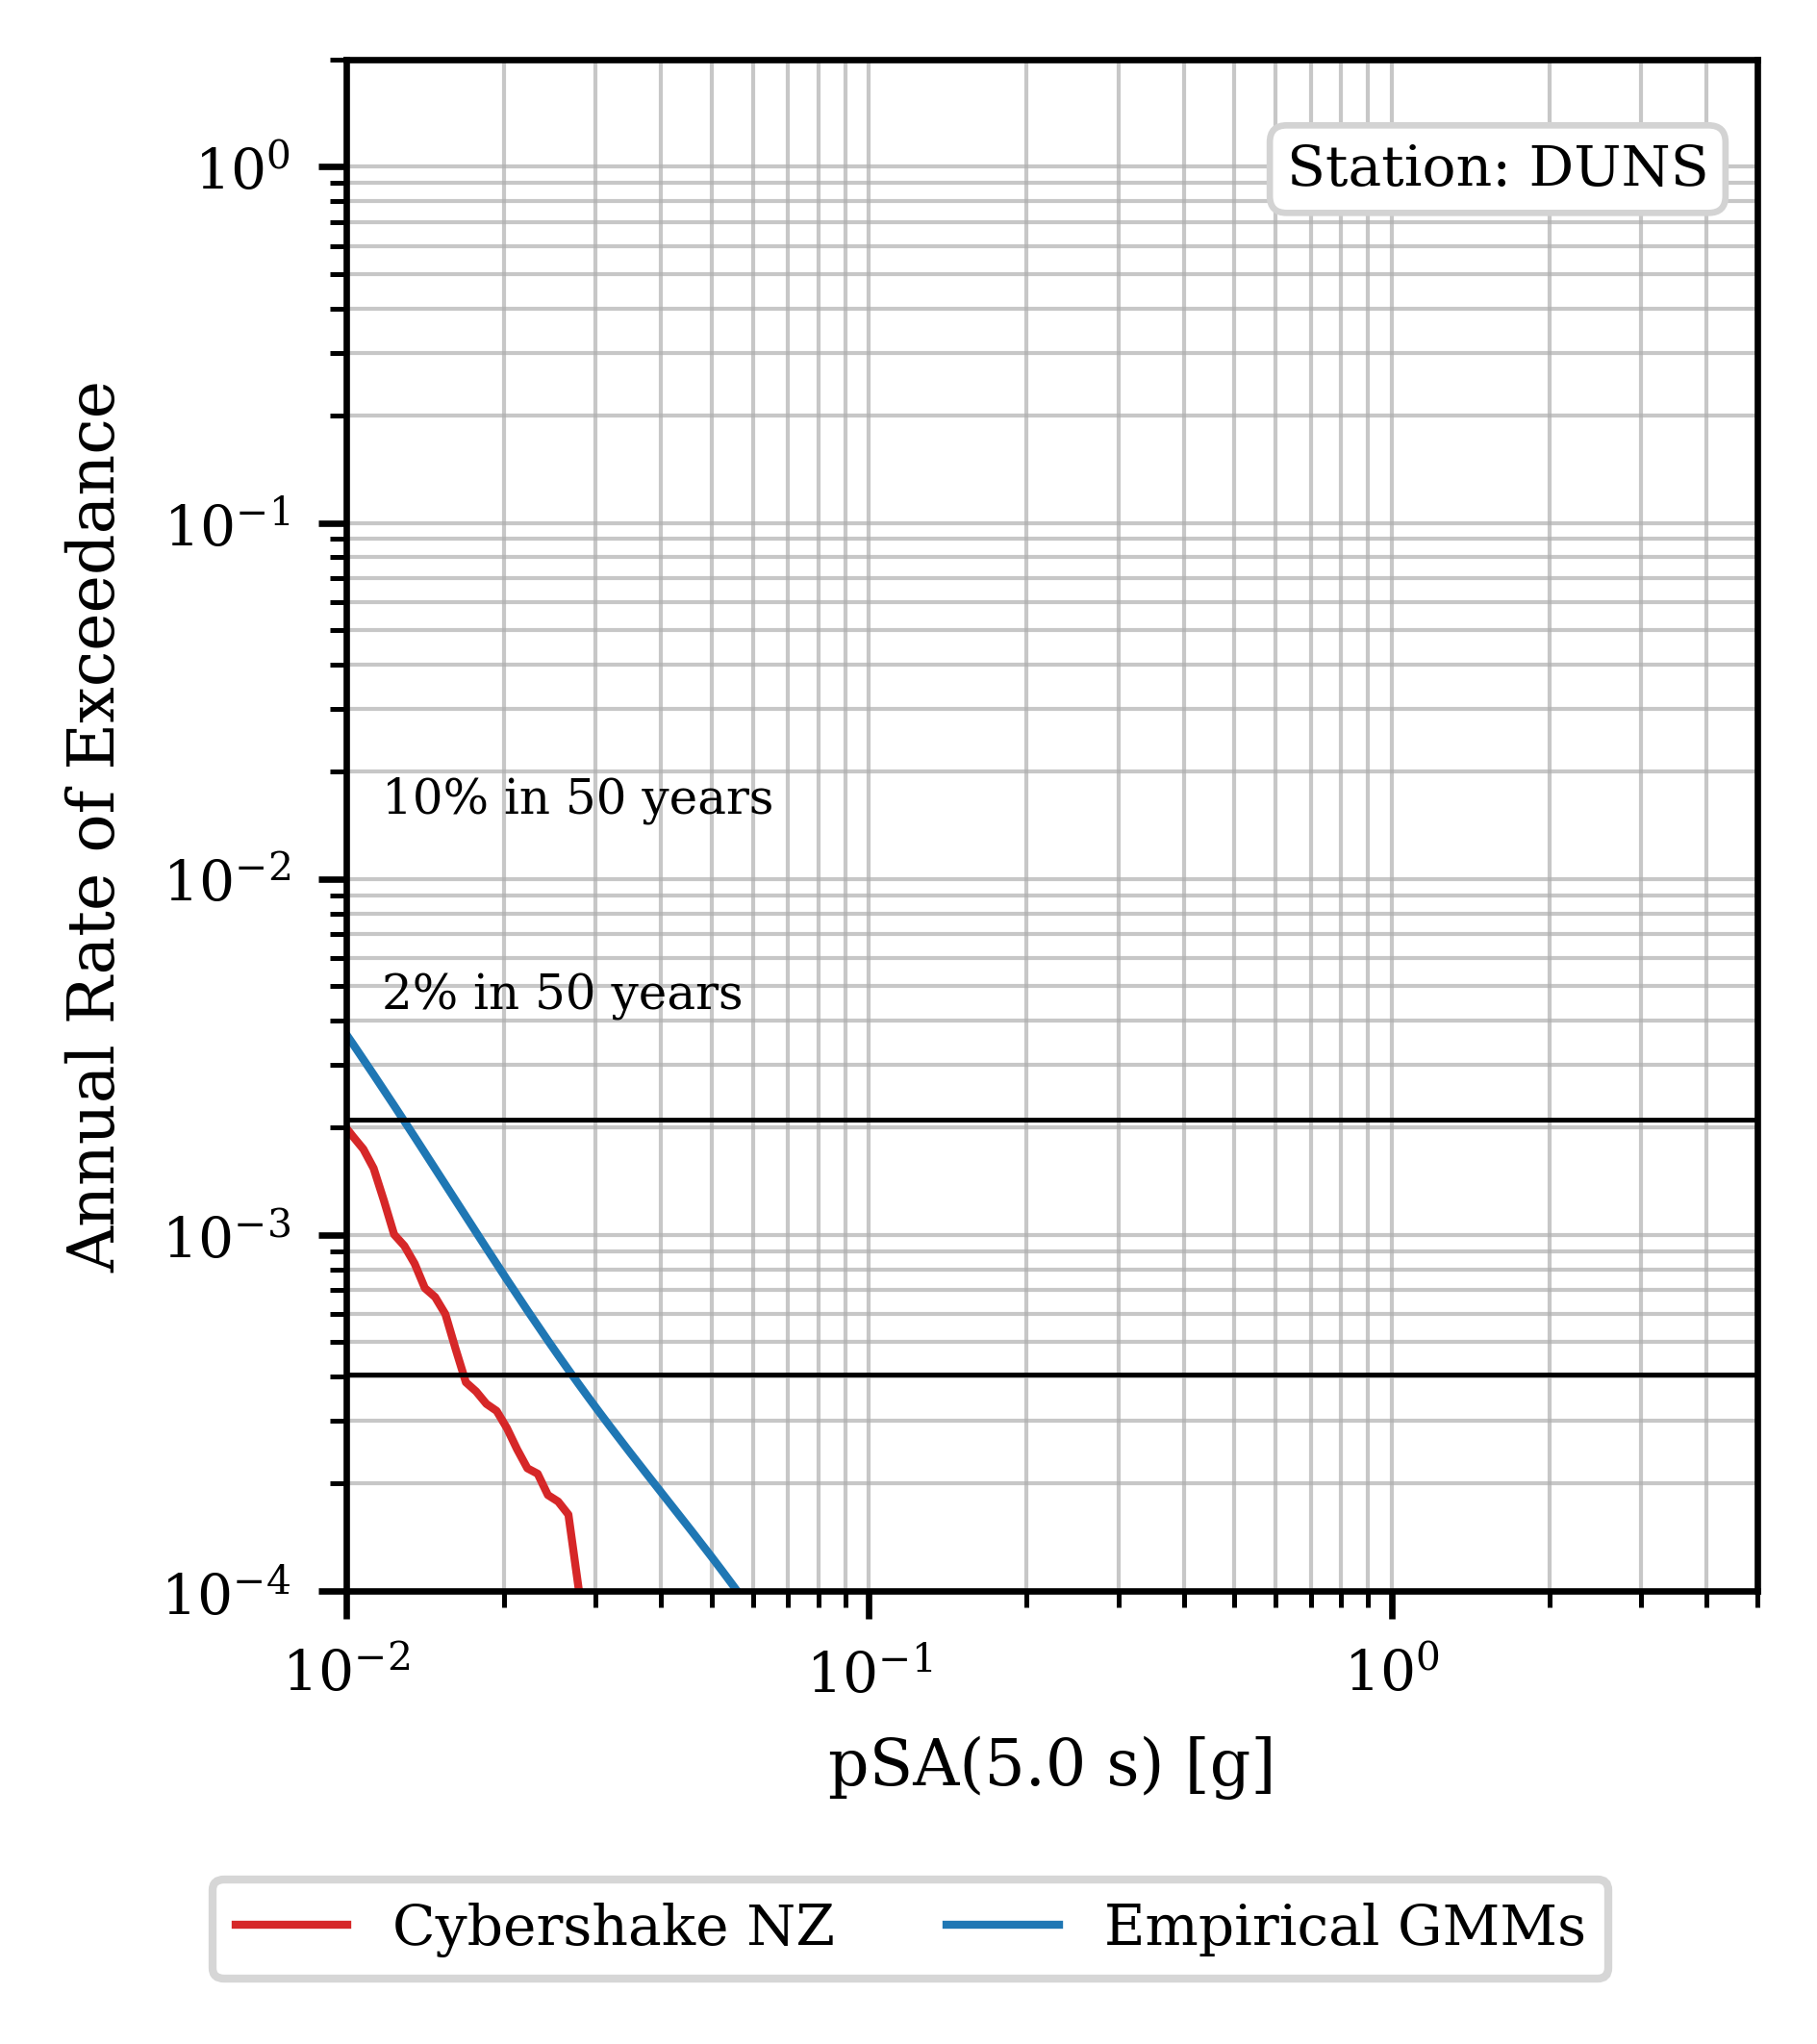 Station: DUNS
10⁰
10⁻¹
10⁻²
10⁻³
10⁻⁴
Annual Rate of Exceedance
10% in 50 years
2% in 50 years
10⁻² 10⁻¹ 10⁰
pSA(5.0 s) [g]
Cybershake NZ Empirical GMMs